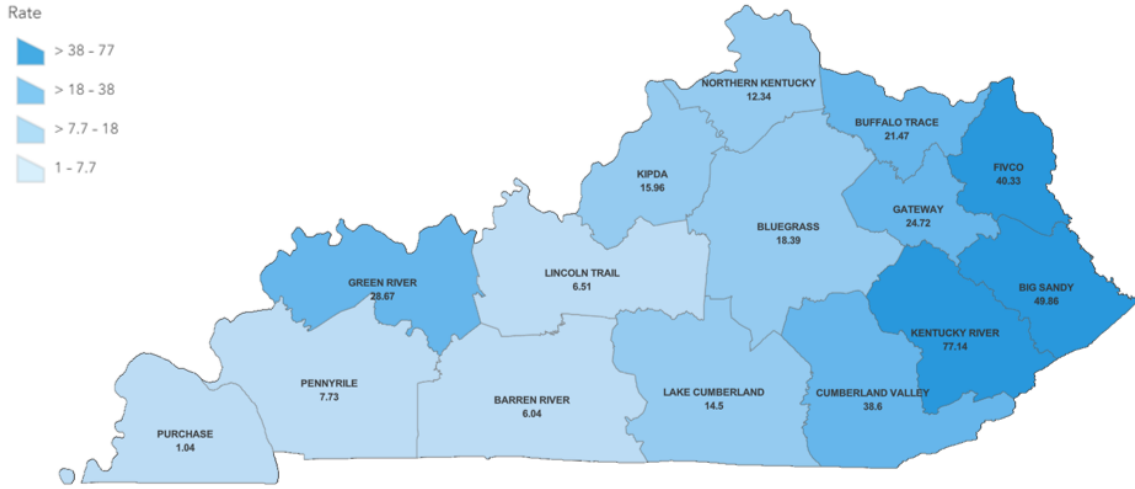 Rate
> 38 - 77
> 18 - 38
> 7.7 - 18
1 - 7.7
NORTHERN KENTUCKY
12.34
BUFFALO TRACE
21.47
FIVCO
40.33
KIPDA
15.96
GATEWAY
24.72
BLUEGRASS
18.39
LINCOLN TRAIL
6.51
GREEN RIVER
28.67
BIG SANDY
49.86
KENTUCKY RIVER
77.14
PENNYRILE
7.73
BARREN RIVER
6.04
LAKE CUMBERLAND
14.5
CUMBERLAND VALLEY
38.6
PURCHASE
1.04